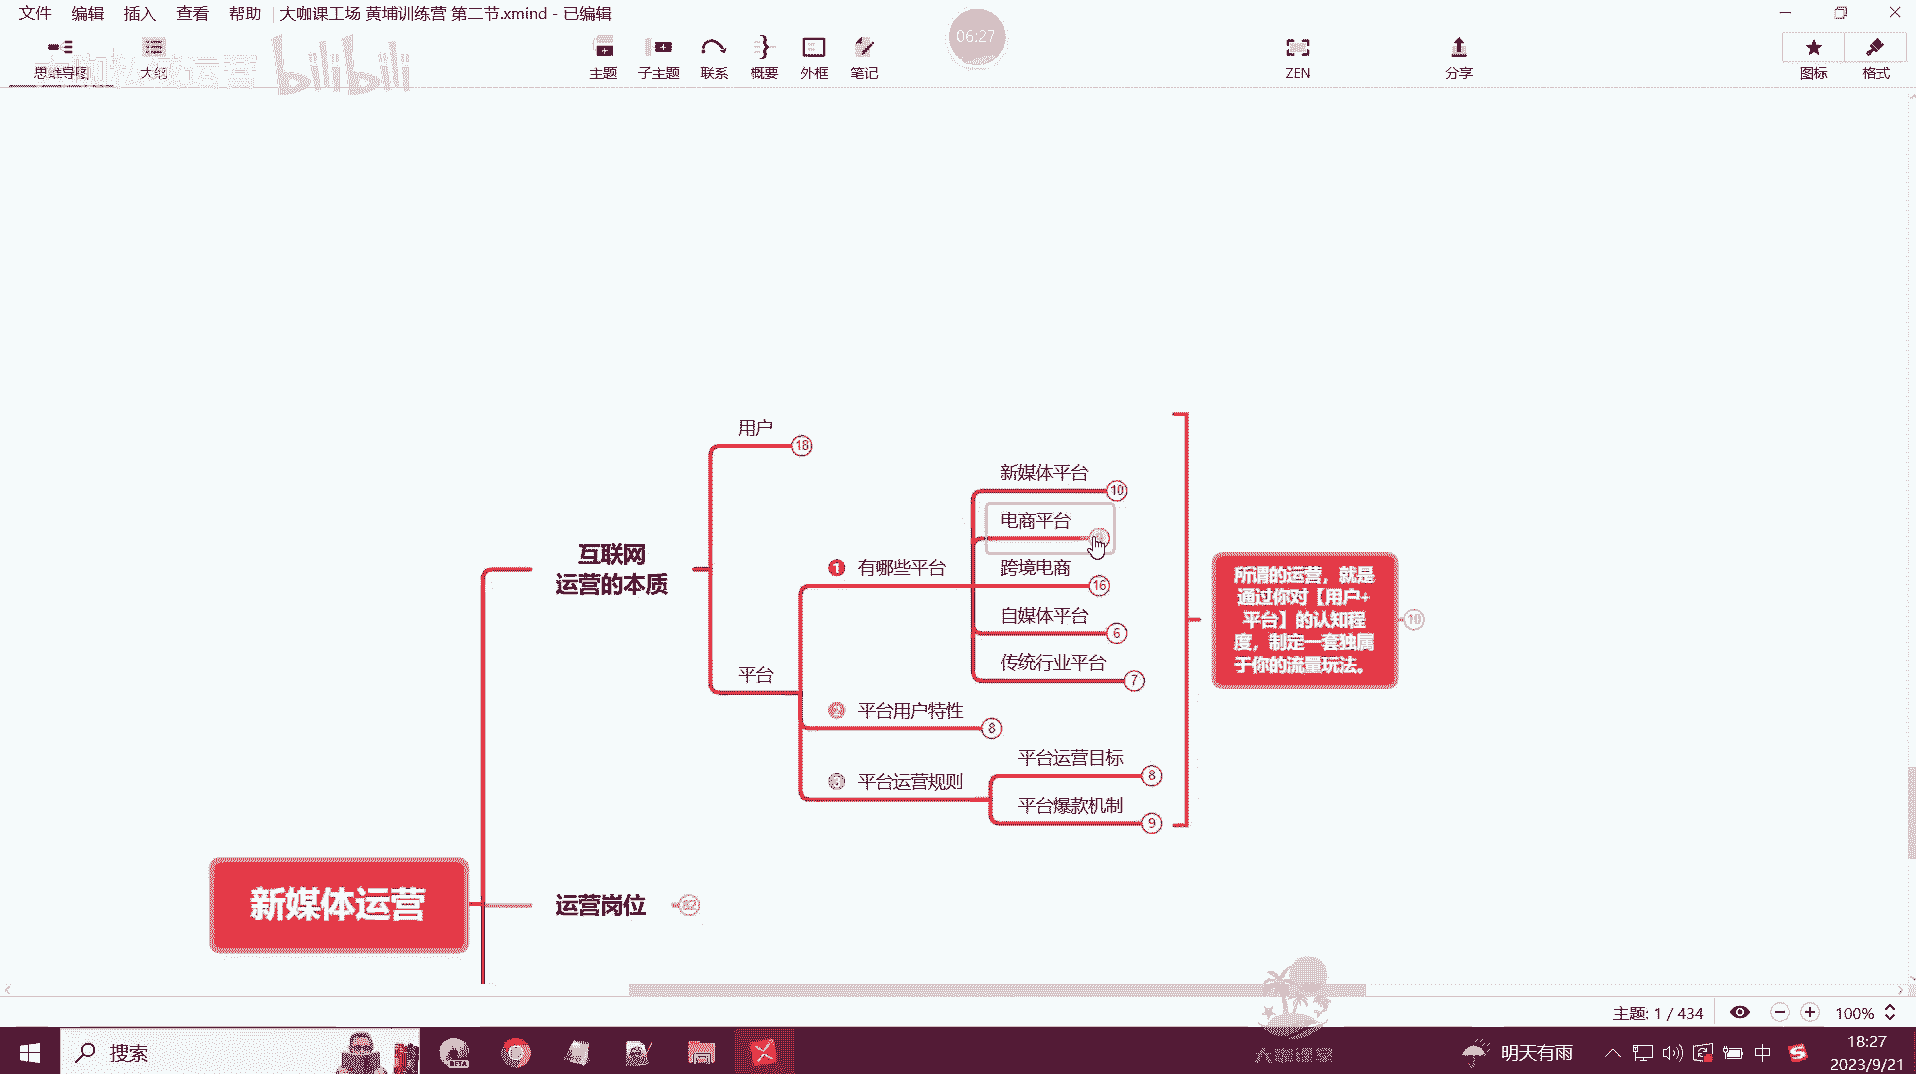 文件 编辑 插入 查看 帮助 大咖课工场 黄埔训练营 第二节.xmind - 已编辑
06:27
思维导图 大纲 主题 子主题 联系 概要 外框 笔记 ZEN 分享 图标 格式
bilibili
用户 18
新媒体平台 10
电商平台
1 有哪些平台
跨境电商 16
自媒体平台 6
传统行业平台 7
互联网
运营的本质
平台
2 平台用户特性 8
3 平台运营规则
平台运营目标 8
平台爆款机制 9
所谓的运营，就是
通过你对【用户+
平台】的认知程
度，制定一套独属
于你的流量玩法。
10
新媒体运营
运营岗位
大咖课堂
主题: 1 / 434 100%
搜索
BETA
明天有雨
中
18:27
2023/9/21